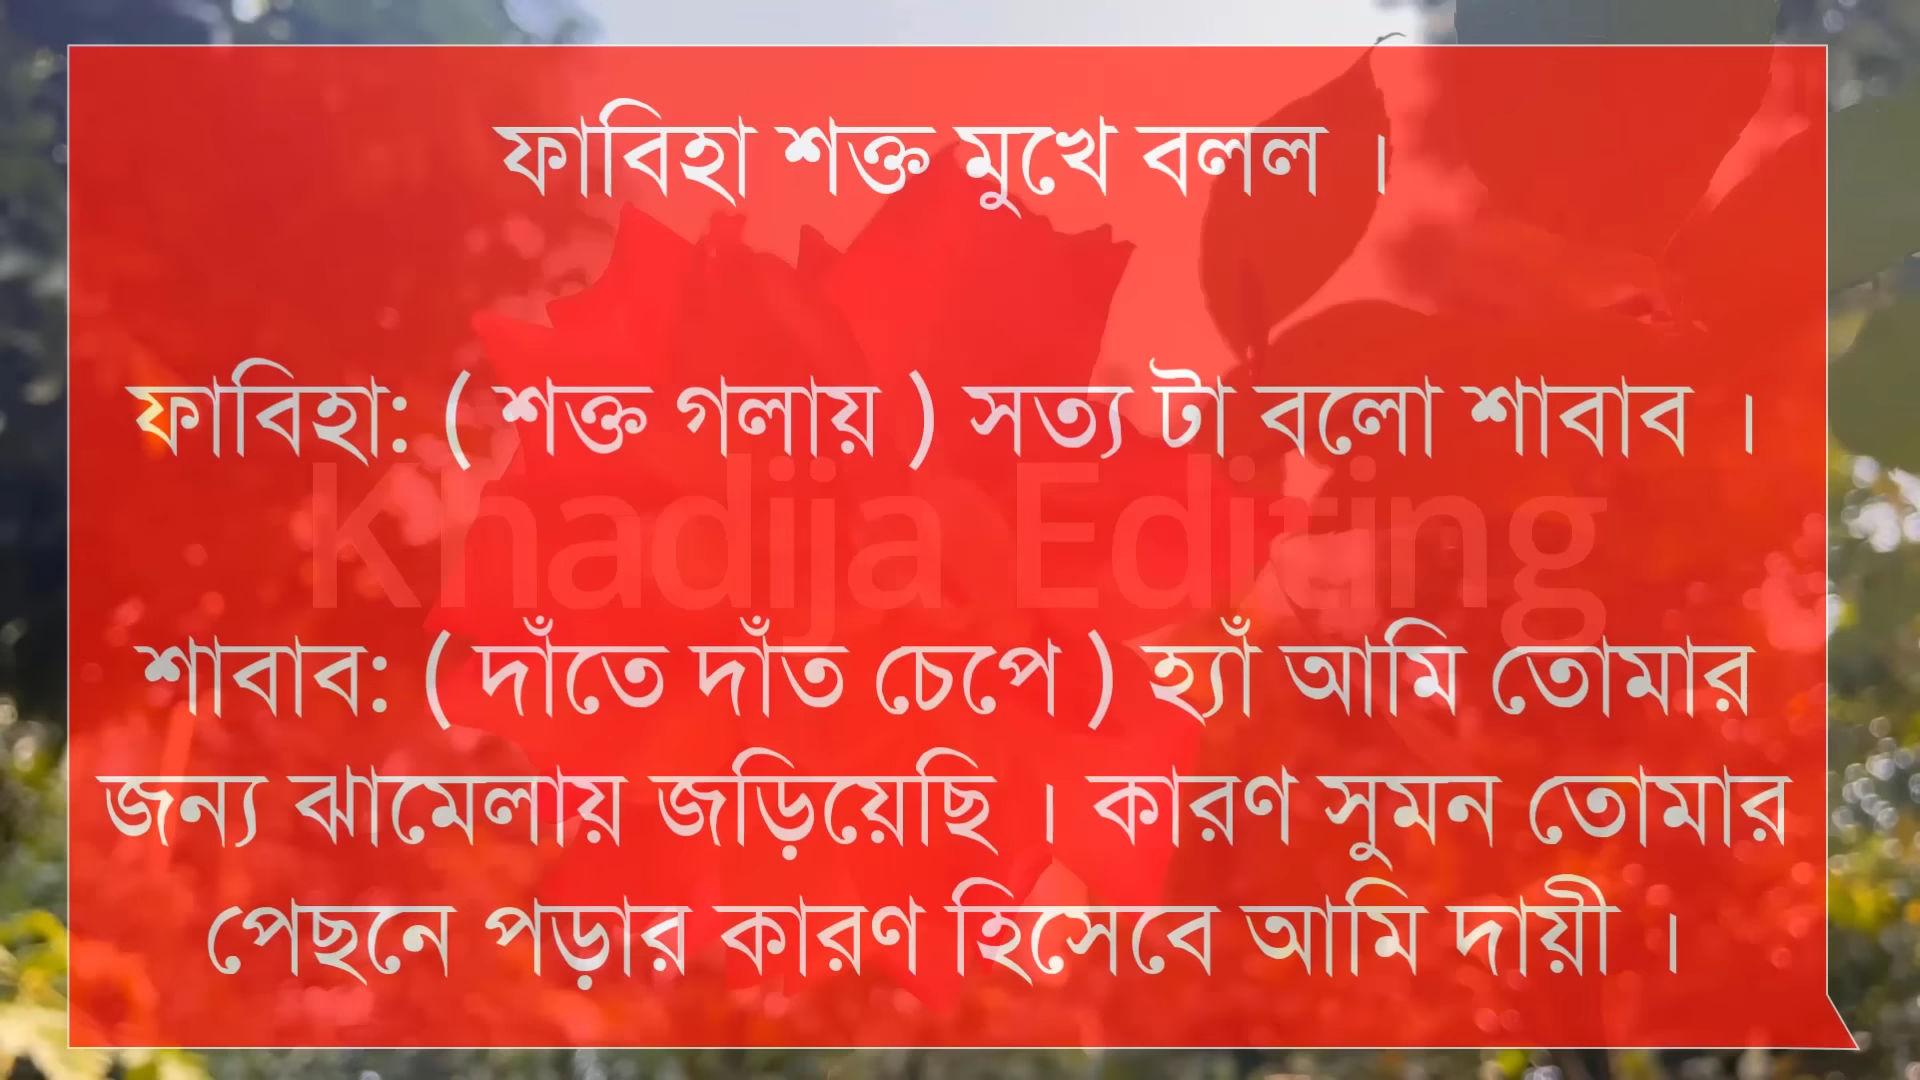 ফাবিহা শক্ত মুখে বলল ।
ফাবিহা: ( শক্ত গলায় ) সত্য টা বলো শাবাব ।
Khadija Editing
শাবাব: ( দাঁতে দাঁত চেপে ) হ্যাঁ আমি তোমার
জন্য ঝামেলায় জড়িয়েছি । কারণ সুমন তোমার
পেছনে পড়ার কারণ হিসেবে আমি দায়ী ।